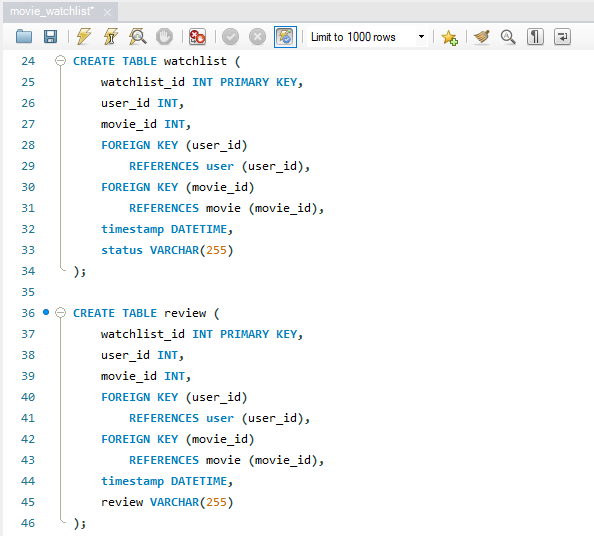 movie_watchlist*
Limit to 1000 rows
24 CREATE TABLE watchlist (
25 watchlist_id INT PRIMARY KEY,
26 user_id INT,
27 movie_id INT,
28 FOREIGN KEY (user_id)
29 REFERENCES user (user_id),
30 FOREIGN KEY (movie_id)
31 REFERENCES movie (movie_id),
32 timestamp DATETIME,
33 status VARCHAR(255)
34 );
35
36 CREATE TABLE review (
37 watchlist_id INT PRIMARY KEY,
38 user_id INT,
39 movie_id INT,
40 FOREIGN KEY (user_id)
41 REFERENCES user (user_id),
42 FOREIGN KEY (movie_id)
43 REFERENCES movie (movie_id),
44 timestamp DATETIME,
45 review VARCHAR(255)
46 );